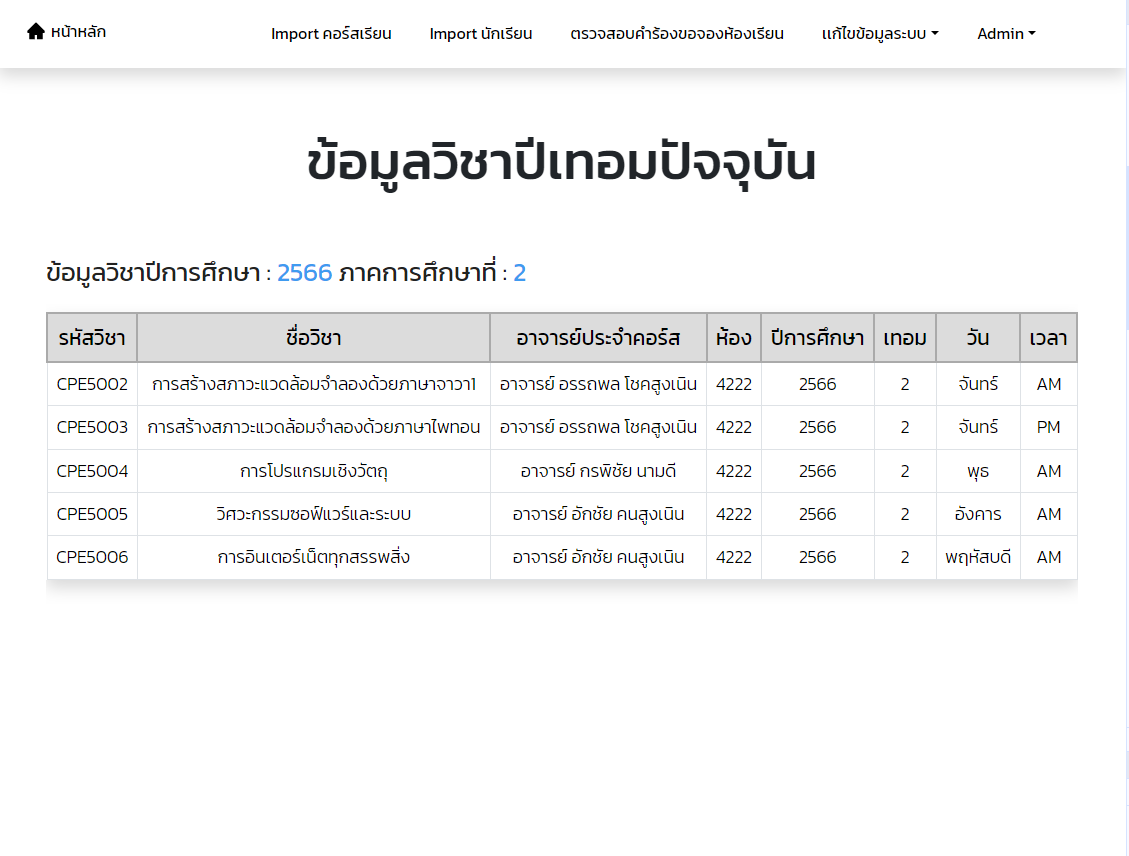 หน้าหลัก Import คอร์สเรียน Import นักเรียน ตรวจสอบคำร้องขอจองห้องเรียน แก้ไขข้อมูลระบบ Admin
ข้อมูลวิชาปีเทอมปัจจุบัน
ข้อมูลวิชาปีการศึกษา : 2566 ภาคการศึกษาที่ : 2
รหัสวิชา ชื่อวิชา อาจารย์ประจำคอร์ส ห้อง ปีการศึกษา เทอม วัน เวลา
CPE5002 การสร้างสภาวะแวดล้อมจำลองด้วยภาษาจาวา1 อาจารย์ อรรถพล โชคสูงเนิน 4222 2566 2 จันทร์ AM
CPE5003 การสร้างสภาวะแวดล้อมจำลองด้วยภาษาไพทอน อาจารย์ อรรถพล โชคสูงเนิน 4222 2566 2 จันทร์ PM
CPE5004 การโปรแกรมเชิงวัตถุ อาจารย์ กรพิชัย นามดี 4222 2566 2 พุธ AM
CPE5005 วิศวะกรรมซอฟ์แวร์และระบบ อาจารย์ อักชัย คนสูงเนิน 4222 2566 2 อังคาร AM
CPE5006 การอินเตอร์เน็ตทุกสรรพสิ่ง อาจารย์ อักชัย คนสูงเนิน 4222 2566 2 พฤหัสบดี AM